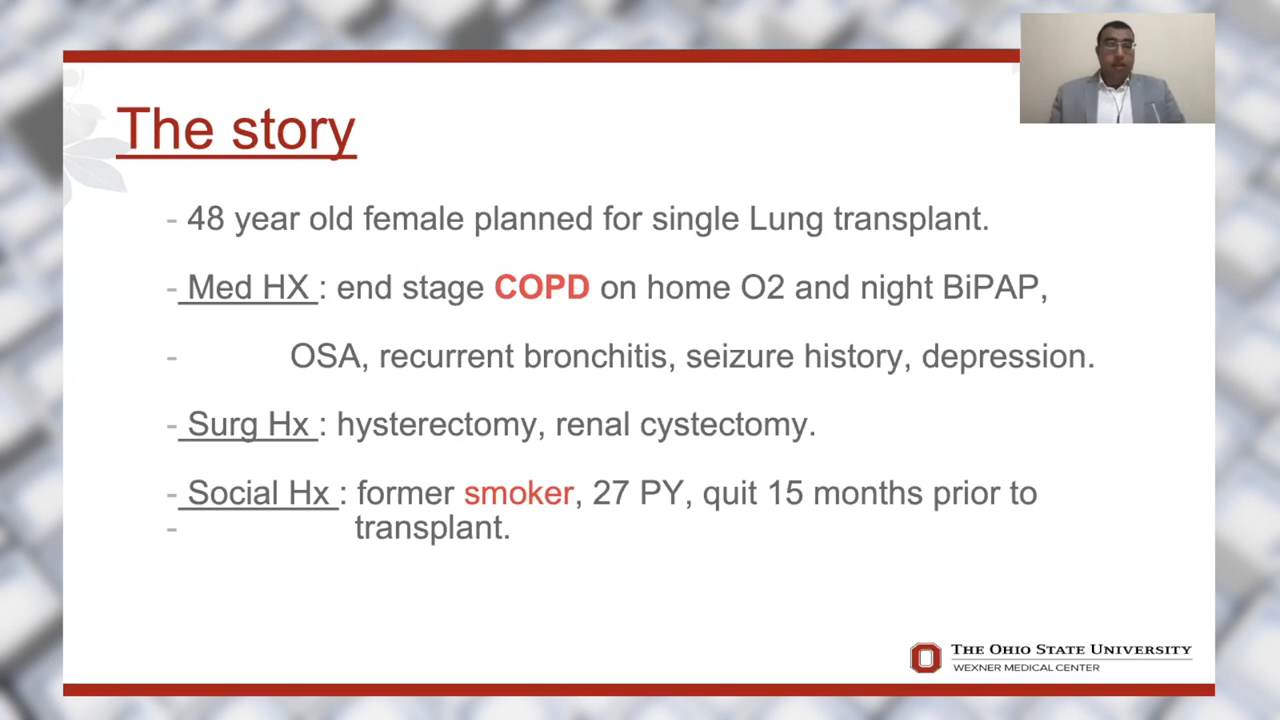 The story
- 48 year old female planned for single Lung transplant.
- Med HX : end stage COPD on home O2 and night BiPAP,
- OSA, recurrent bronchitis, seizure history, depression.
- Surg Hx : hysterectomy, renal cystectomy.
- Social Hx : former smoker, 27 PY, quit 15 months prior to
- transplant.
THE OHIO STATE UNIVERSITY
WEXNER MEDICAL CENTER